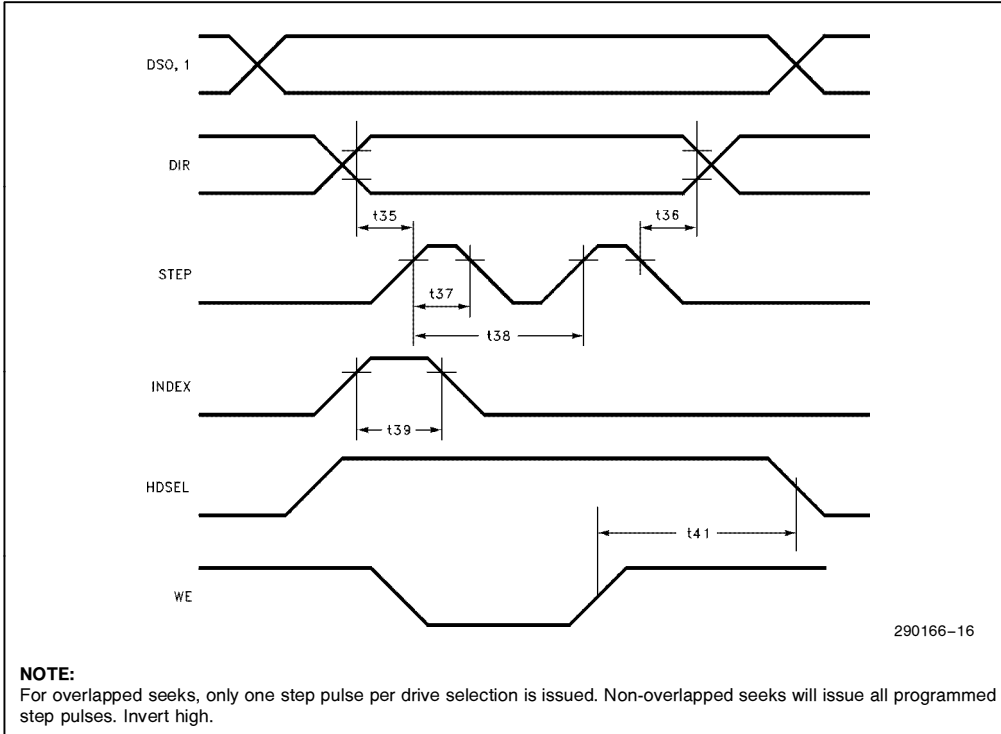 DSO, 1
DIR
t35
t36
STEP
t37
t38
INDEX
t39
HDSEL
t41
WE
290166–16
NOTE:
For overlapped seeks, only one step pulse per drive selection is issued. Non-overlapped seeks will issue all programmed
step pulses. Invert high.